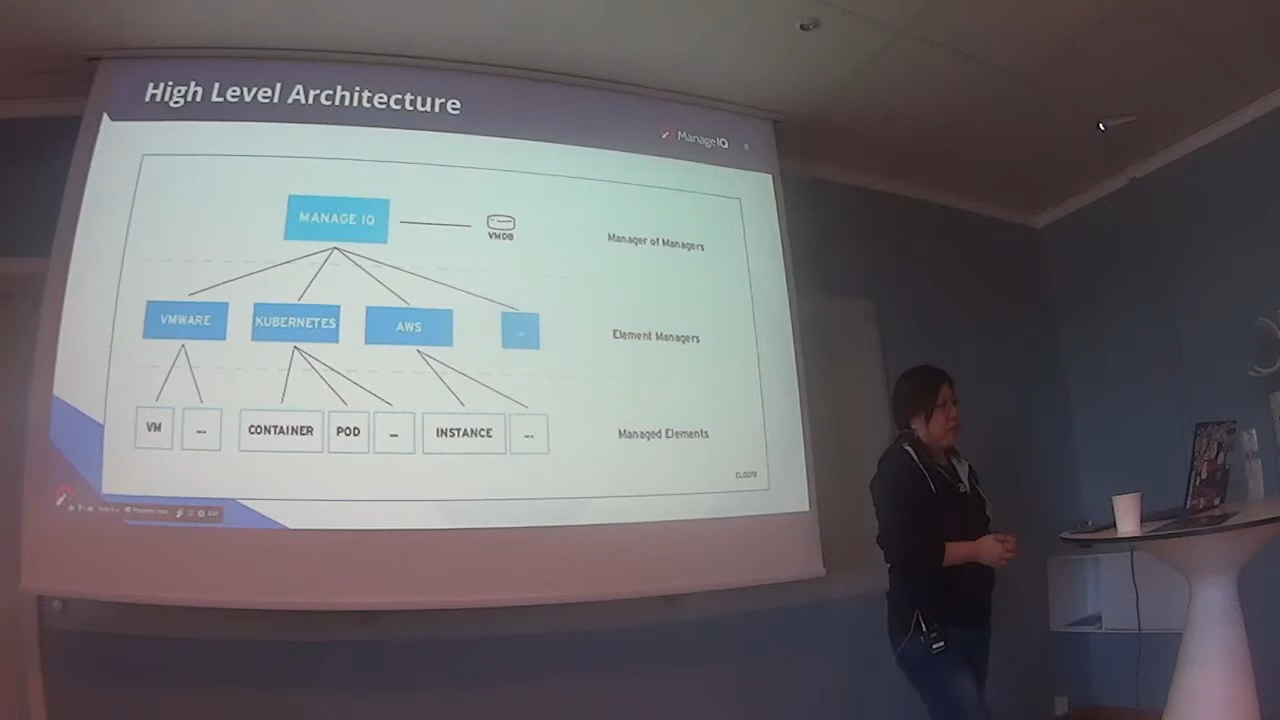 High Level Architecture
ManageIQ
8
MANAGE IQ
VMDB
Manager of Managers
VMWARE
KUBERNETES
AWS
...
Element Managers
VM
...
CONTAINER
POD
...
INSTANCE
...
Managed Elements